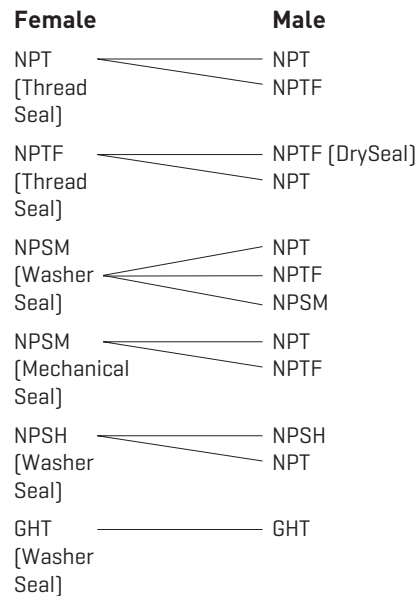 Female Male
NPT NPT
(Thread NPTF
Seal)
NPTF NPTF (DrySeal)
(Thread NPT
Seal)
NPSM NPT
(Washer NPTF
Seal) NPSM
NPSM NPT
(Mechanical NPTF
Seal)
NPSH NPSH
(Washer NPT
Seal)
GHT GHT
(Washer
Seal)